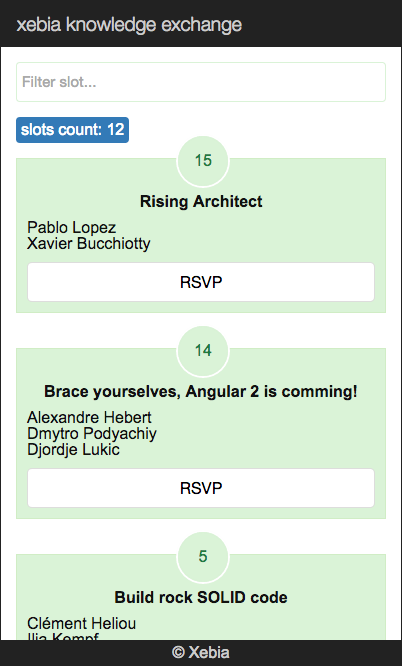 xebia knowledge exchange
Filter slot...
slots count: 12
15
Rising Architect
Pablo Lopez
Xavier Bucchiotty
RSVP
14
Brace yourselves, Angular 2 is comming!
Alexandre Hebert
Dmytro Podyachiy
Djordje Lukic
RSVP
5
Build rock SOLID code
Clément Heliou
Ilia Kempf
© Xebia